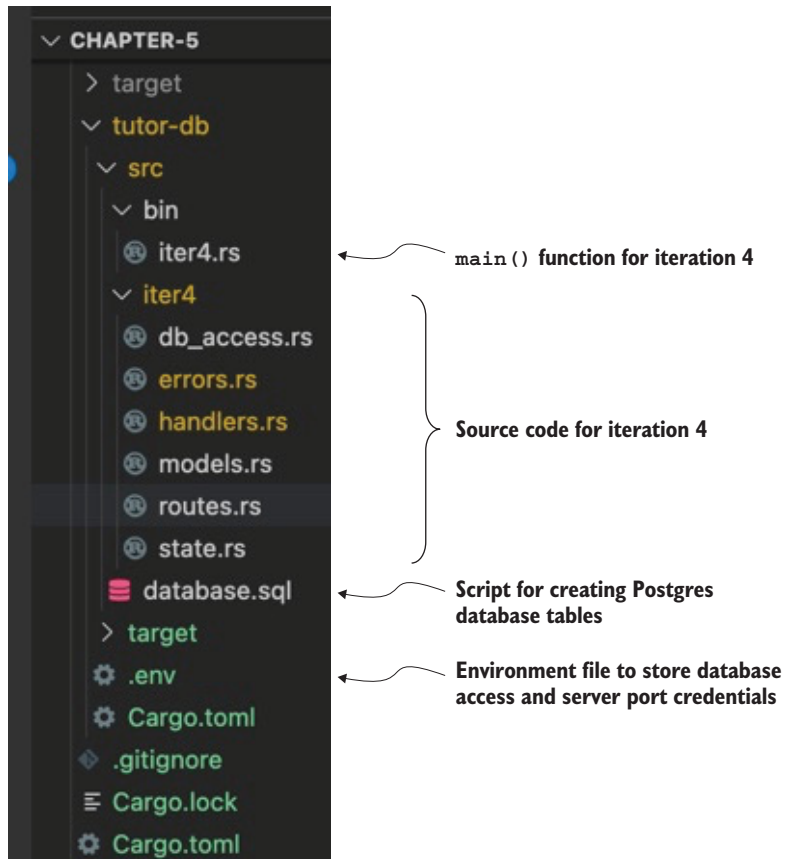 CHAPTER-5
target
tutor-db
src
bin
iter4.rs
main() function for iteration 4
iter4
db_access.rs
errors.rs
handlers.rs
Source code for iteration 4
models.rs
routes.rs
state.rs
database.sql
Script for creating Postgres
database tables
target
.env
Environment file to store database
access and server port credentials
Cargo.toml
.gitignore
Cargo.lock
Cargo.toml